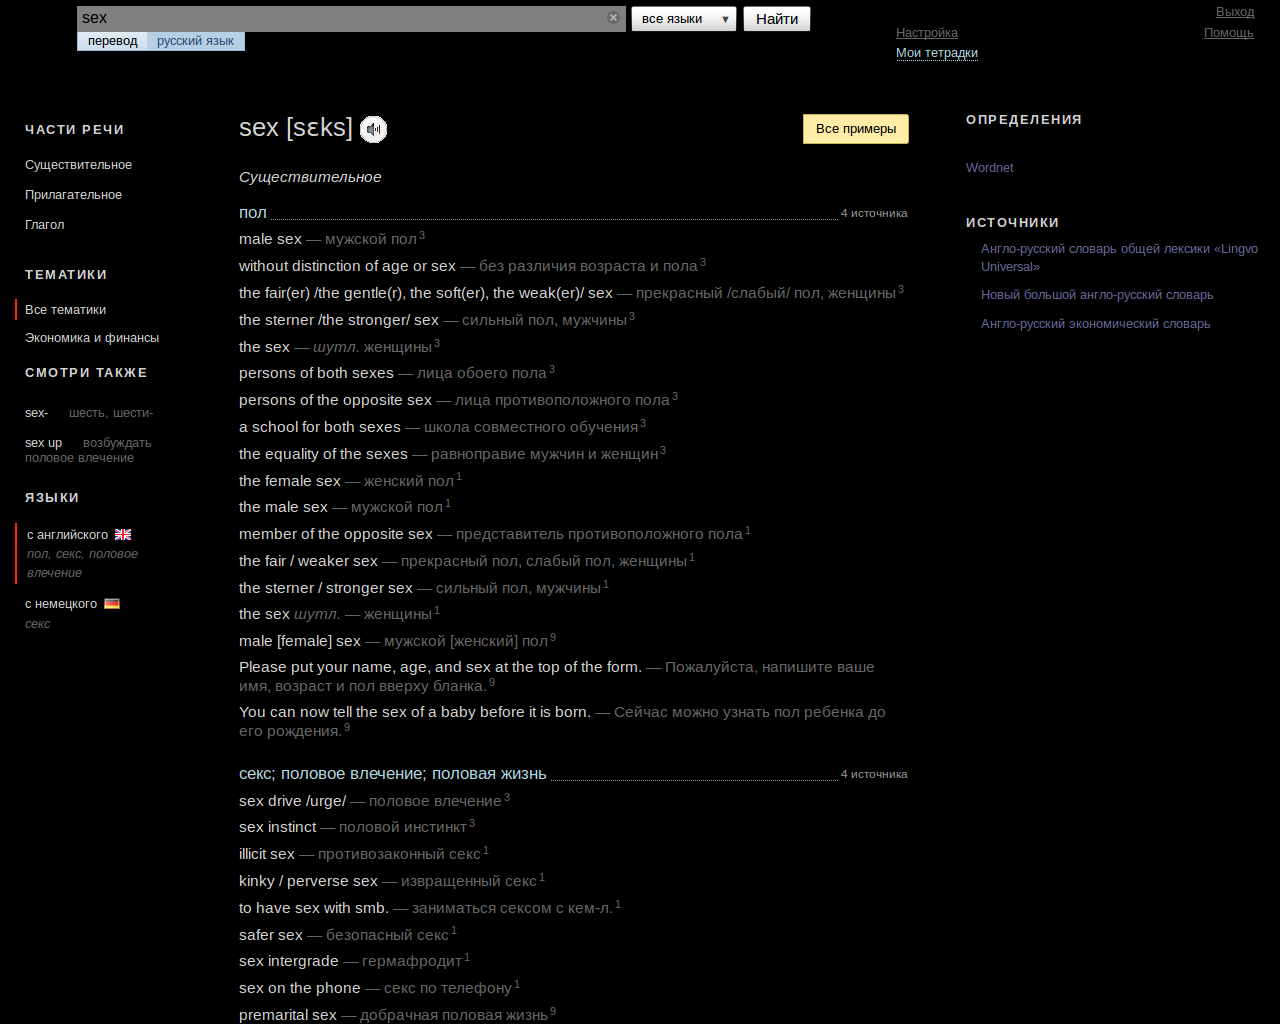 sex
все языки
Найти
Выход
перевод
русский язык
Настройка
Помощь
Мои тетрадки
ЧАСТИ РЕЧИ
Существительное
Прилагательное
Глагол
ТЕМАТИКИ
Все тематики
Экономика и финансы
СМОТРИ ТАКЖЕ
sex- шесть, шести-
sex up возбуждать
половое влечение
ЯЗЫКИ
с английского
пол, секс, половое
влечение
с немецкого
секс
sex [sɛks]
Все примеры
Существительное
пол 4 источника
male sex — мужской пол 3
without distinction of age or sex — без различия возраста и пола 3
the fair(er) /the gentle(r), the soft(er), the weak(er)/ sex — прекрасный /слабый/ пол, женщины 3
the sterner /the stronger/ sex — сильный пол, мужчины 3
the sex — шутл. женщины 3
persons of both sexes — лица обоего пола 3
persons of the opposite sex — лица противоположного пола 3
a school for both sexes — школа совместного обучения 3
the equality of the sexes — равноправие мужчин и женщин 3
the female sex — женский пол 1
the male sex — мужской пол 1
member of the opposite sex — представитель противоположного пола 1
the fair / weaker sex — прекрасный пол, слабый пол, женщины 1
the sterner / stronger sex — сильный пол, мужчины 1
the sex шутл. — женщины 1
male [female] sex — мужской [женский] пол 9
Please put your name, age, and sex at the top of the form. — Пожалуйста, напишите ваше
имя, возраст и пол вверху бланка. 9
You can now tell the sex of a baby before it is born. — Сейчас можно узнать пол ребенка до
его рождения. 9
секс; половое влечение; половая жизнь 4 источника
sex drive /urge/ — половое влечение 3
sex instinct — половой инстинкт 3
illicit sex — противозаконный секс 1
kinky / perverse sex — извращенный секс 1
to have sex with smb. — заниматься сексом с кем-л. 1
safer sex — безопасный секс 1
sex intergrade — гермафродит 1
sex on the phone — секс по телефону 1
premarital sex — добрачная половая жизнь 9
ОПРЕДЕЛЕНИЯ
Wordnet
ИСТОЧНИКИ
Англо-русский словарь общей лексики «Lingvo
Universal»
Новый большой англо-русский словарь
Англо-русский экономический словарь